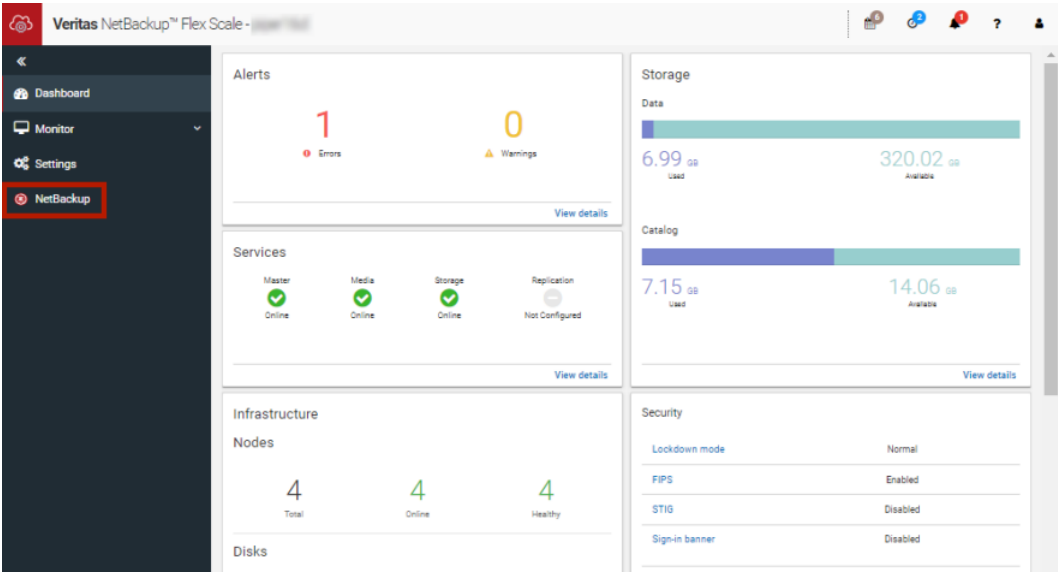 Veritas NetBackup™ Flex Scale -
6
2
1
?
Dashboard
Monitor
Settings
NetBackup
Alerts
1
Errors
0
Warnings
View details
Services
Master
Online
Media
Online
Storage
Online
Replication
Not Configured
View details
Infrastructure
Nodes
4
Total
4
Online
4
Healthy
Disks
Storage
Data
6.99 GB
Used
320.02 GB
Available
Catalog
7.15 GB
Used
14.06 GB
Available
View details
Security
Lockdown mode Normal
FIPS Enabled
STIG Disabled
Sign-in banner Disabled